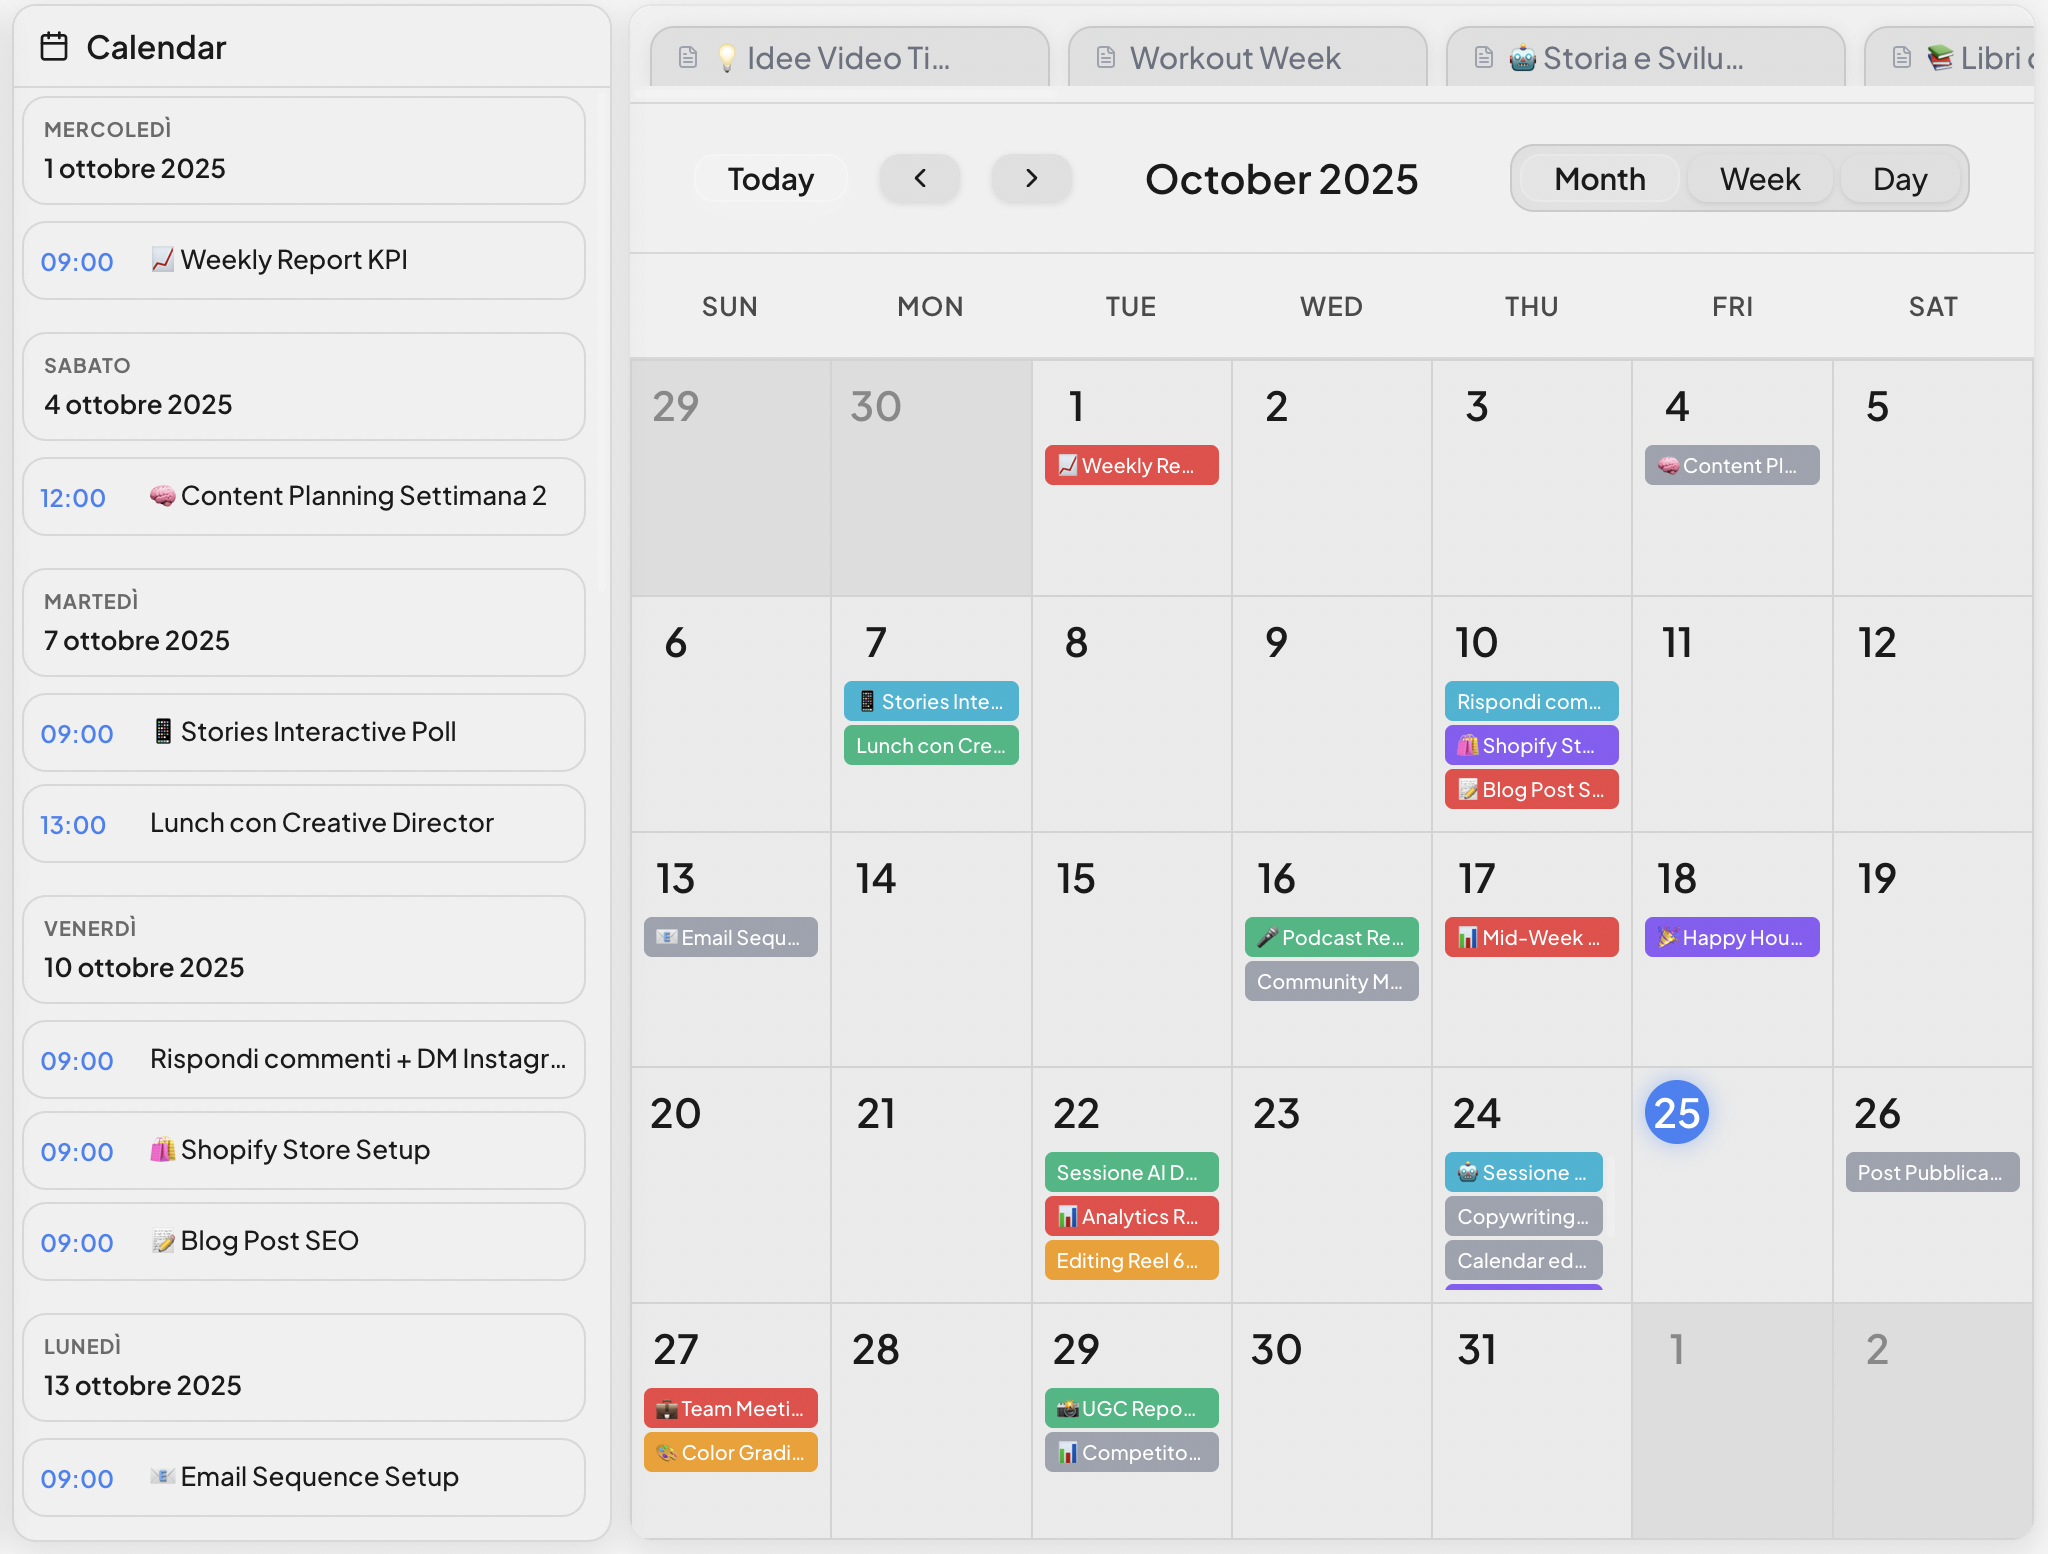 Calendar
MERCOLEDÌ
1 ottobre 2025
09:00 📈 Weekly Report KPI
SABATO
4 ottobre 2025
12:00 🧠 Content Planning Settimana 2
MARTEDÌ
7 ottobre 2025
09:00 📱 Stories Interactive Poll
13:00 Lunch con Creative Director
VENERDÌ
10 ottobre 2025
09:00 Rispondi commenti + DM Instagr...
09:00 🛍️ Shopify Store Setup
09:00 📝 Blog Post SEO
LUNEDÌ
13 ottobre 2025
09:00 📧 Email Sequence Setup
💡 Idee Video Ti... Workout Week 🤖 Storia e Svilu... 📚 Libri
Today < > October 2025 Month Week Day
SUN MON TUE WED THU FRI SAT
29 30 1 2 3 4 5
📈 Weekly Re... 🧠 Content Pl...
6 7 8 9 10 11 12
📱 Stories Inte... Rispondi com...
Lunch con Cre... 🛍️ Shopify St...
📝 Blog Post S...
13 14 15 16 17 18 19
📧 Email Sequ... 🎤 Podcast Re... 📊 Mid-Week ... 🎉 Happy Hou...
Community M...
20 21 22 23 24 25 26
Sessione AI D... 🤖 Sessione ... Post Pubblica...
📊 Analytics R... Copywriting...
Editing Reel 6... Calendar ed...
27 28 29 30 31 1 2
💼 Team Meeti... 📸 UGC Repo...
🎨 Color Gradi... 📊 Competito...